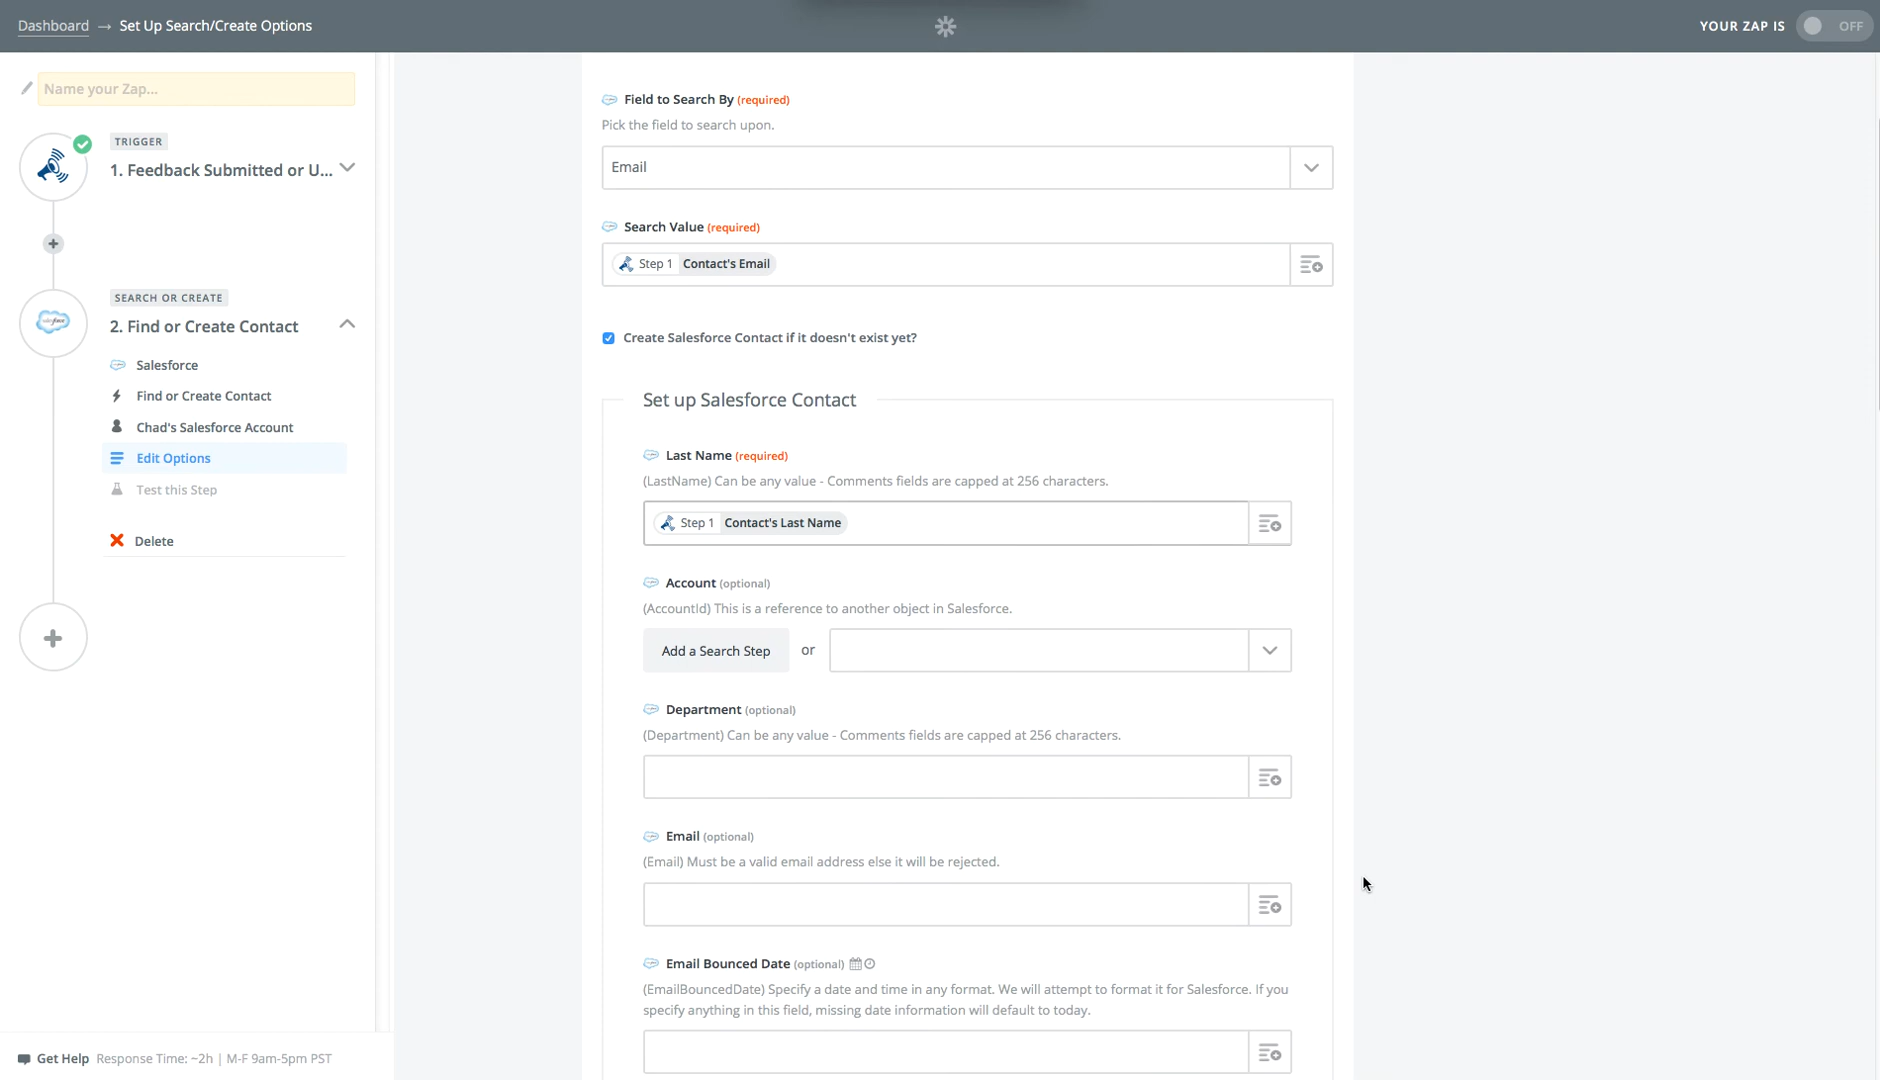 Dashboard → Set Up Search/Create Options
YOUR ZAP IS OFF
Name your Zap...
TRIGGER
1. Feedback Submitted or U...
SEARCH OR CREATE
salesforce
2. Find or Create Contact
Salesforce
Find or Create Contact
Chad's Salesforce Account
Edit Options
Test this Step
Delete
Get Help Response Time: ~2h | M-F 9am-5pm PST
Field to Search By (required)
Pick the field to search upon.
Email
Search Value (required)
Step 1 Contact's Email
Create Salesforce Contact if it doesn't exist yet?
Set up Salesforce Contact
Last Name (required)
(LastName) Can be any value - Comments fields are capped at 256 characters.
Step 1 Contact's Last Name
Account (optional)
(AccountId) This is a reference to another object in Salesforce.
Add a Search Step or
Department (optional)
(Department) Can be any value - Comments fields are capped at 256 characters.
Email (optional)
(Email) Must be a valid email address else it will be rejected.
Email Bounced Date (optional)
(EmailBouncedDate) Specify a date and time in any format. We will attempt to format it for Salesforce. If you
specify anything in this field, missing date information will default to today.